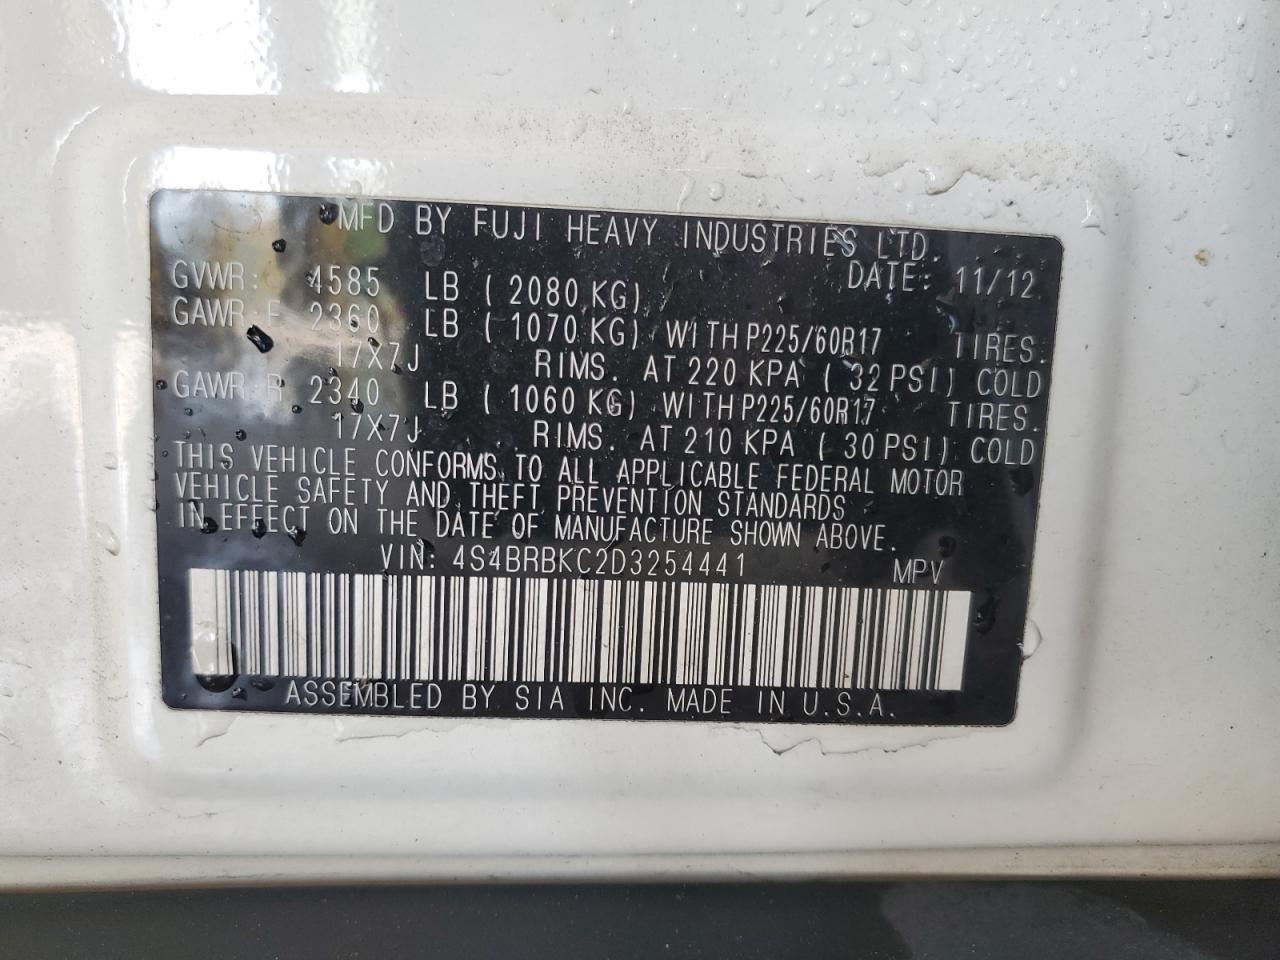 MFD BY FUJI HEAVY INDUSTRIES LTD.
DATE: 11/12
GVWR: 4585 LB ( 2080 KG)
GAWR F 2360 LB ( 1070 KG) WITH P225/60R17 TIRES.
17X7J RIMS. AT 220 KPA ( 32 PSI) COLD
GAWR R 2340 LB ( 1060 KG) WITH P225/60R17 TIRES.
17X7J RIMS. AT 210 KPA ( 30 PSI) COLD
THIS VEHICLE CONFORMS TO ALL APPLICABLE FEDERAL MOTOR
VEHICLE SAFETY AND THEFT PREVENTION STANDARDS
IN EFFECT ON THE DATE OF MANUFACTURE SHOWN ABOVE.
VIN: 4S4BRBKC2D3254441 MPV
ASSEMBLED BY SIA INC. MADE IN U.S.A.